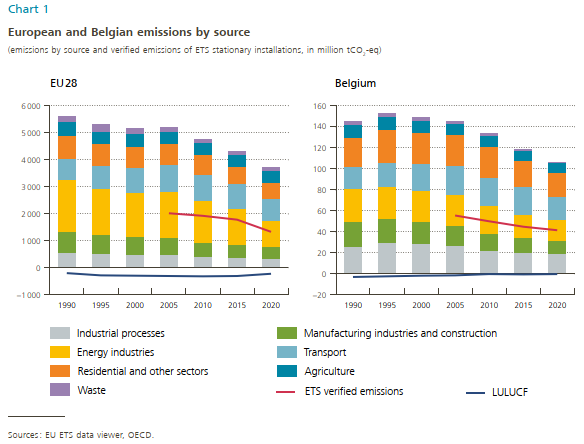 Chart 1
European and Belgian emissions by source
(emissions by source and verified emissions of ETS stationary installations, in million tCO2-eq)
EU28
Belgium
6 000
5 000
4 000
3 000
2 000
1 000
0
−1 000
1990 1995 2000 2005 2010 2015 2020
160
140
120
100
80
60
40
20
0
−20
1990 1995 2000 2005 2010 2015 2020
Industrial processes
Manufacturing industries and construction
Energy industries
Transport
Residential and other sectors
Agriculture
Waste
ETS verified emissions
LULUCF
Sources: EU ETS data viewer, OECD.